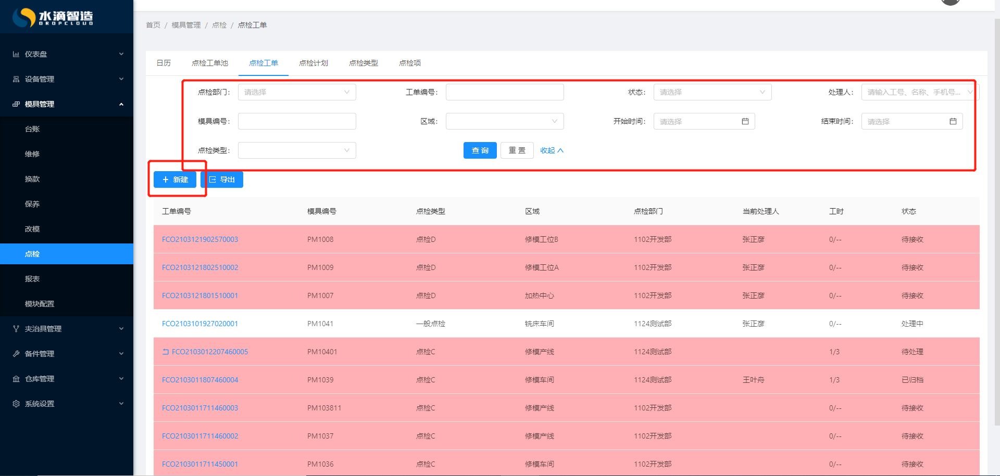 水滴智造
DROPCLOUD
仪表盘
设备管理
模具管理
台账
维修
换款
保养
改模
点检
报表
模块配置
夹治具管理
备件管理
仓库管理
系统设置
首页 / 模具管理 / 点检 / 点检工单
日历 点检工单池 点检工单 点检计划 点检类型 点检项
点检部门: 请选择 工单编号: 状态: 请选择 处理人: 请输入工号、名称、手机号...
模具编号: 区域: 开始时间: 请选择 结束时间: 请选择
点检类型: 查 询 重 置 收起
新建 导出
工单编号 模具编号 点检类型 区域 点检部门 当前处理人 工时 状态
FCO2103121902570003 PM1008 点检D 修模工位B 1102开发部 张正彦 0/-- 待接收
FCO2103121802510002 PM1009 点检D 修模工位A 1102开发部 张正彦 0/-- 待接收
FCO2103121801510001 PM1007 点检D 加热中心 1102开发部 张正彦 0/-- 待接收
FCO2103101927020001 PM1041 一般点检 铣床车间 1124测试部 张正彦 0/-- 处理中
FCO2103012207460005 PM10401 点检C 修模产线 1124测试部 1/3 待处理
FCO2103011807460004 PM1039 点检C 修模车间 1124测试部 王叶舟 1/3 已归档
FCO2103011711460003 PM103811 点检C 修模产线 1102开发部 0/-- 待接收
FCO2103011711460002 PM1037 点检C 修模产线 1102开发部 0/-- 待接收
FCO2103011711450001 PM1036 点检C 修模车间 1102开发部 0/-- 待接收